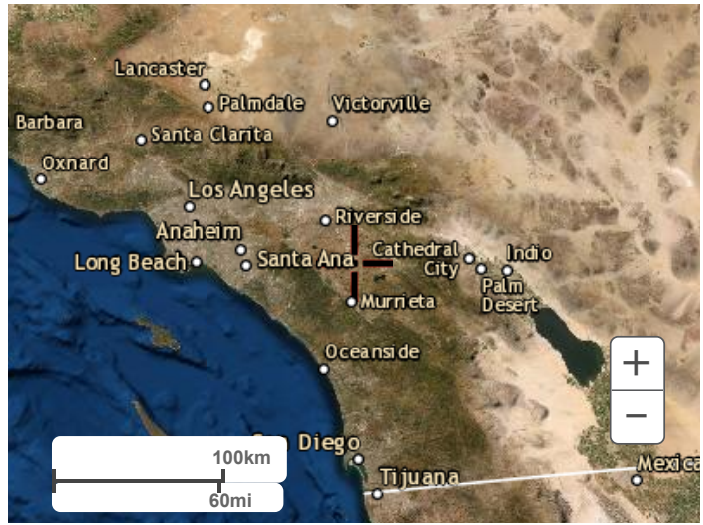 Lancaster
Palmdale
Victorville
Barbara
Santa Clarita
Oxnard
Los Angeles
Riverside
Anaheim
Cathedral
City
Indio
Long Beach
Santa Ana
Palm
Desert
Murrieta
Oceanside
+
−
Diego
100km
60mi
Tijuana
Mexica